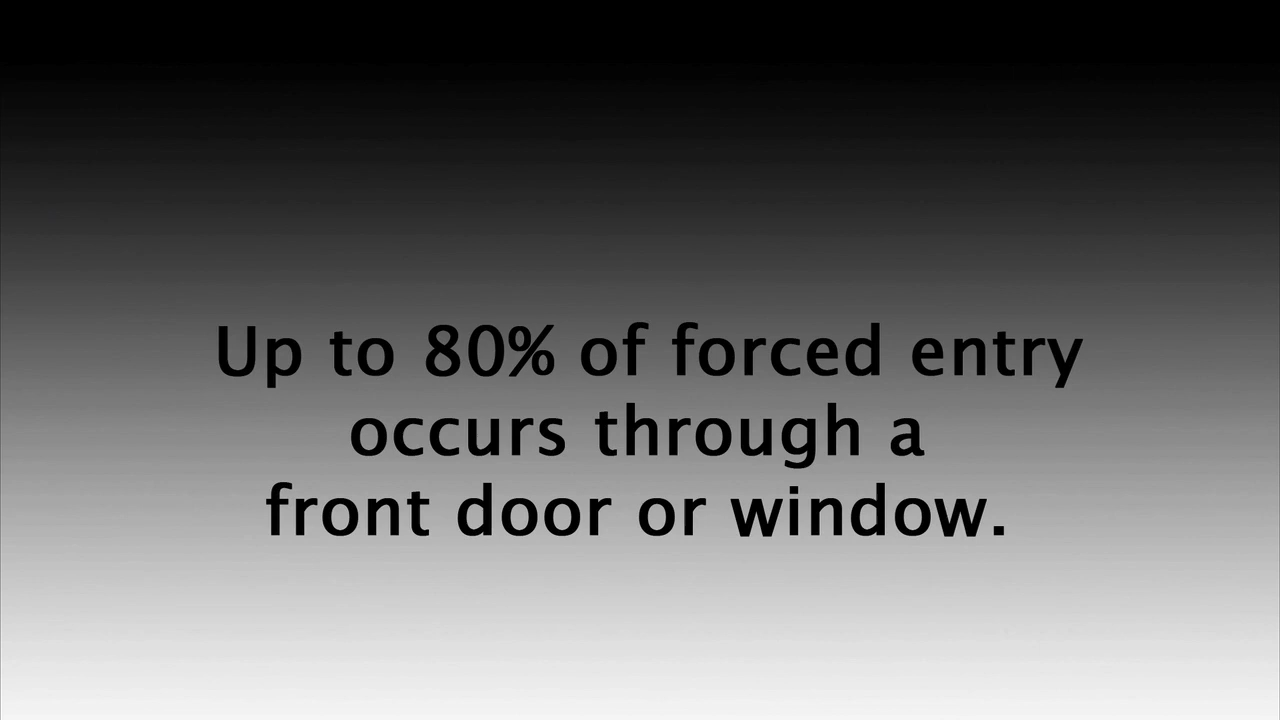 Up to 80% of forced entry
occurs through a
front door or window.